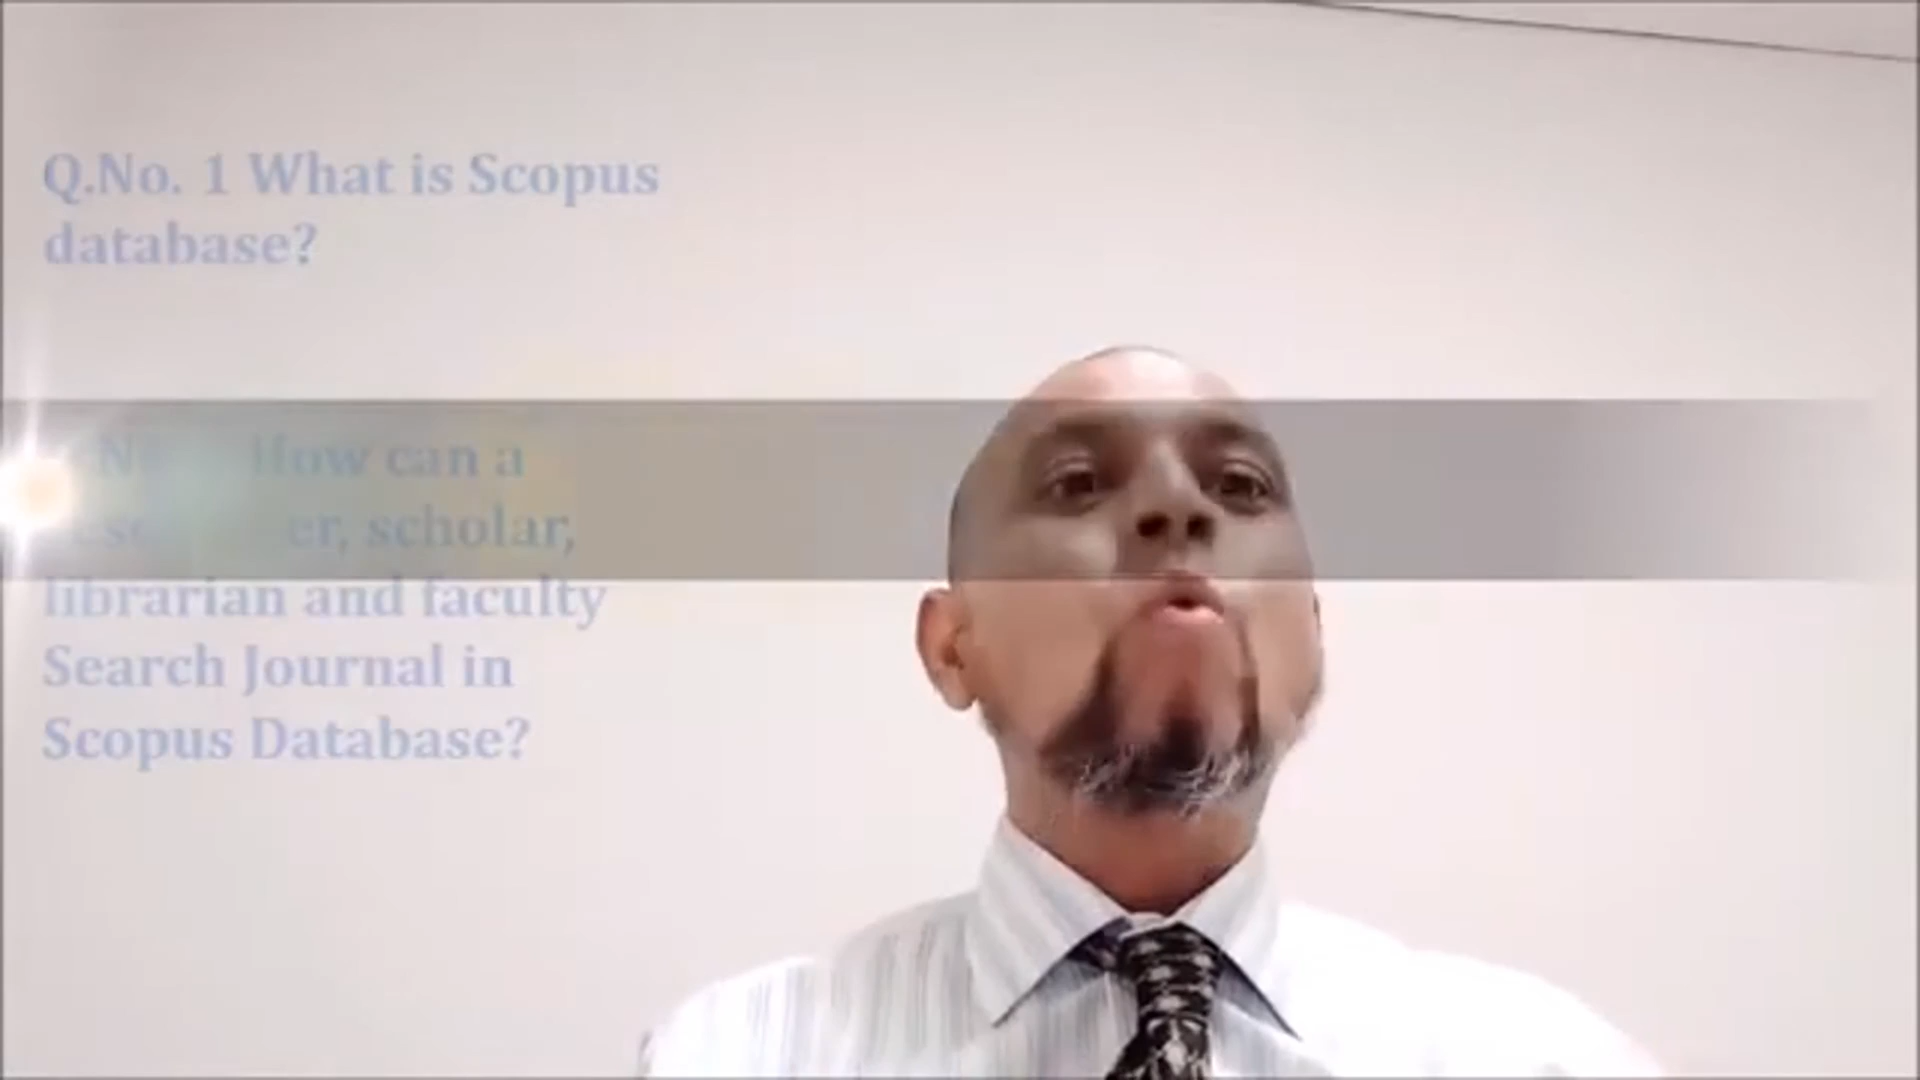 Q.No. 1 What is Scopus
database?
How can a
er, scholar,
librarian and faculty
Search Journal in
Scopus Database?